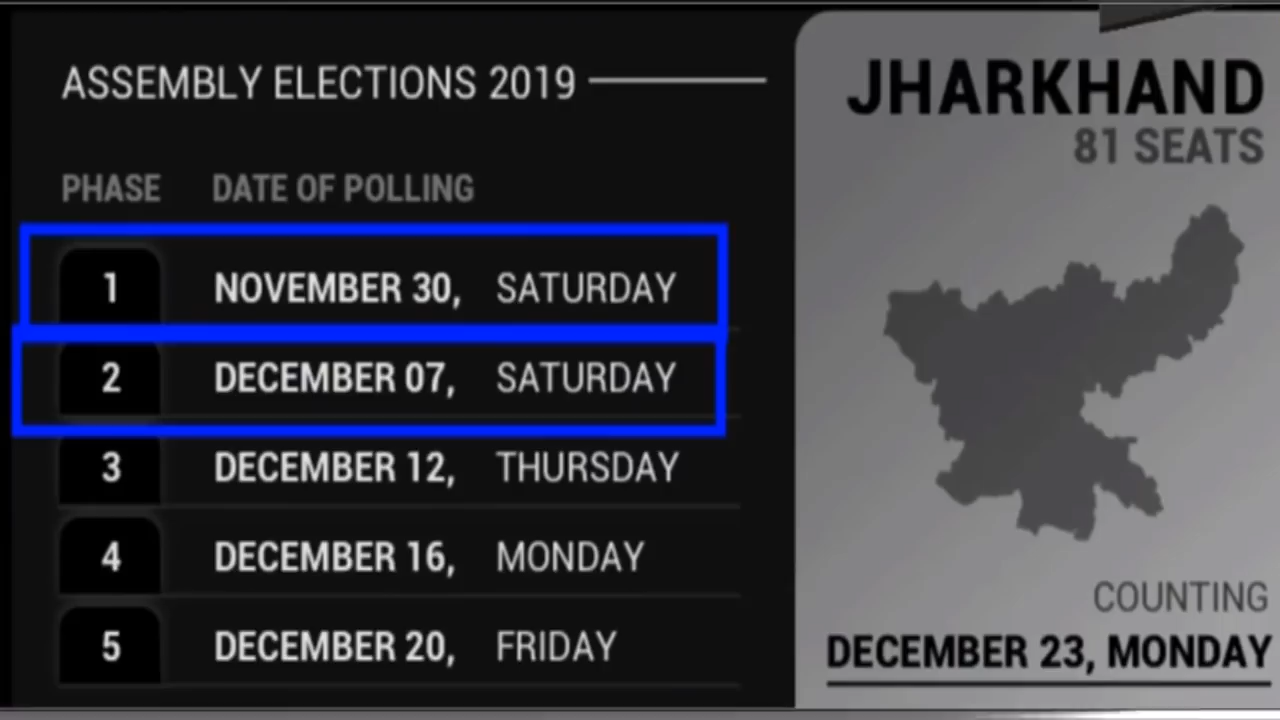 ASSEMBLY ELECTIONS 2019
PHASE DATE OF POLLING
1 NOVEMBER 30, SATURDAY
2 DECEMBER 07, SATURDAY
3 DECEMBER 12, THURSDAY
4 DECEMBER 16, MONDAY
5 DECEMBER 20, FRIDAY
JHARKHAND
81 SEATS
COUNTING
DECEMBER 23, MONDAY